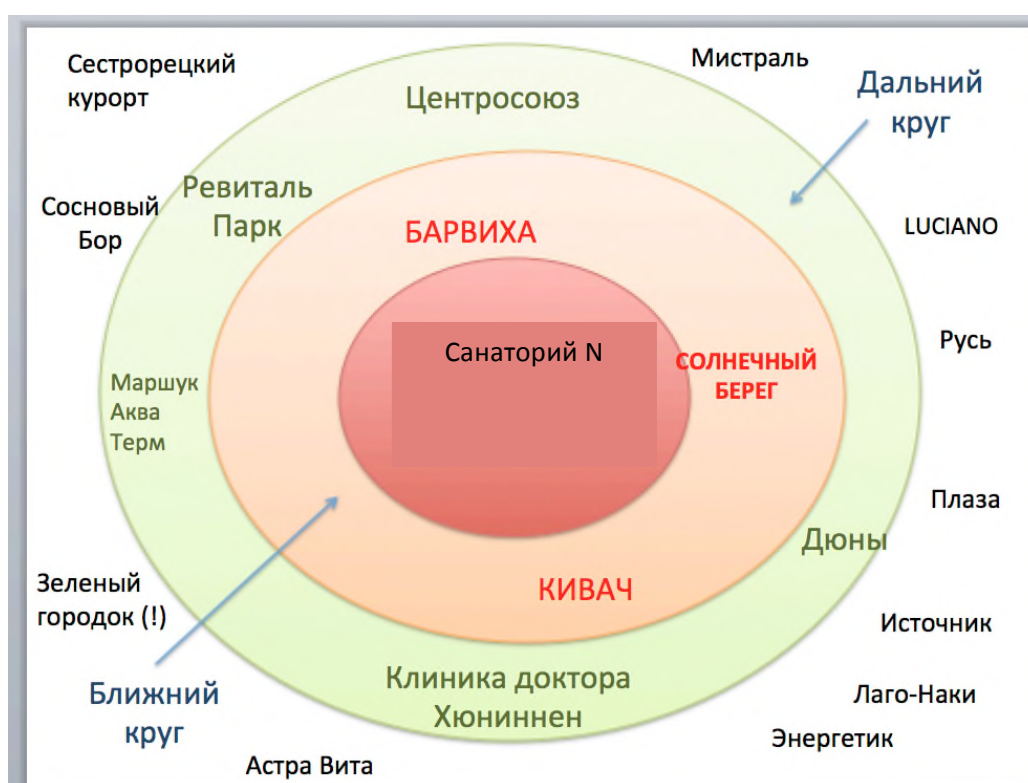 Сестрорецкий
курорт
Мистраль
Дальний
круг
Центросоюз
Ревиталь
Парк
Сосновый
Бор
БАРВИХА
LUCIANO
Санаторий N
Русь
СОЛНЕЧНЫЙ
БЕРЕГ
Маршук
Аква
Терм
Плаза
Дюны
Зеленый
городок (!)
КИВАЧ
Источник
Ближний
круг
Клиника доктора
Хюниннен
Лаго-Наки
Энергетик
Астра Вита